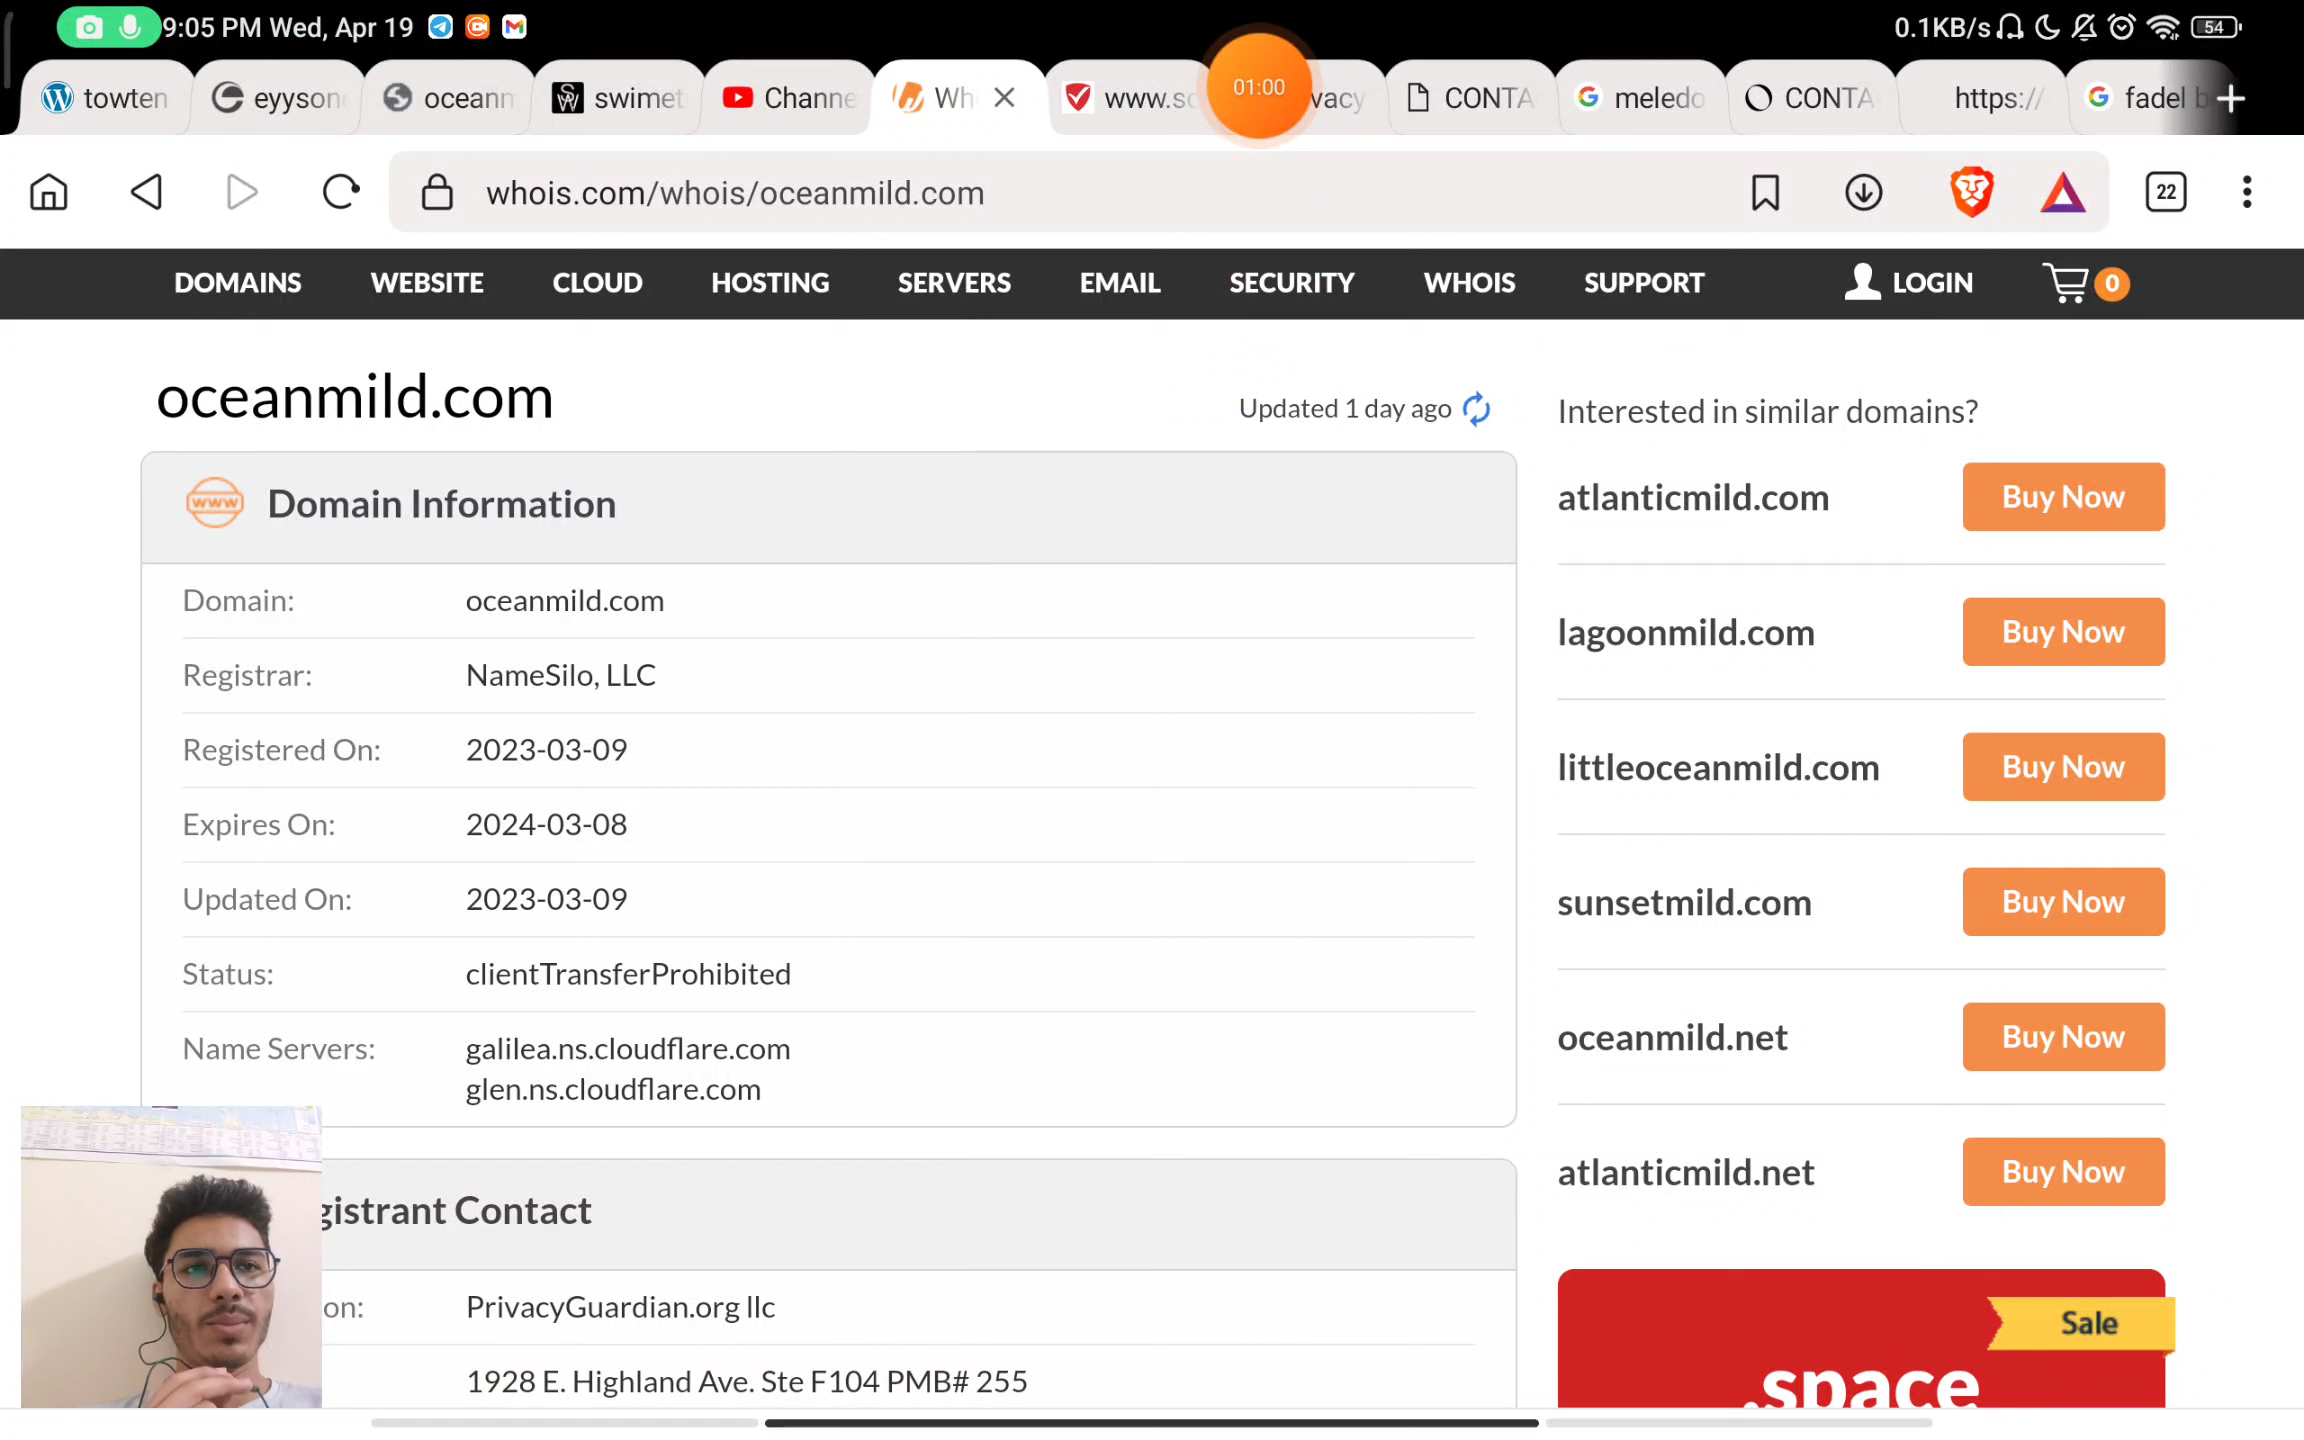 9:05 PM Wed, Apr 19
0.1KB/s
54
towten
eyyson
oceann
swimet
Channe
Wh
www.sc
01:00
vacy
CONTA
meledo
CONTA
https://
fadel b
whois.com/whois/oceanmild.com
22
DOMAINS
WEBSITE
CLOUD
HOSTING
SERVERS
EMAIL
SECURITY
WHOIS
SUPPORT
LOGIN
0
oceanmild.com
Updated 1 day ago
www
Domain Information
Domain: oceanmild.com
Registrar: NameSilo, LLC
Registered On: 2023-03-09
Expires On: 2024-03-08
Updated On: 2023-03-09
Status: clientTransferProhibited
Name Servers: galilea.ns.cloudflare.com
glen.ns.cloudflare.com
gistrant Contact
on: PrivacyGuardian.org llc
1928 E. Highland Ave. Ste F104 PMB# 255
Interested in similar domains?
atlanticmild.com Buy Now
lagoonmild.com Buy Now
littleoceanmild.com Buy Now
sunsetmild.com Buy Now
oceanmild.net Buy Now
atlanticmild.net Buy Now
Sale
.space